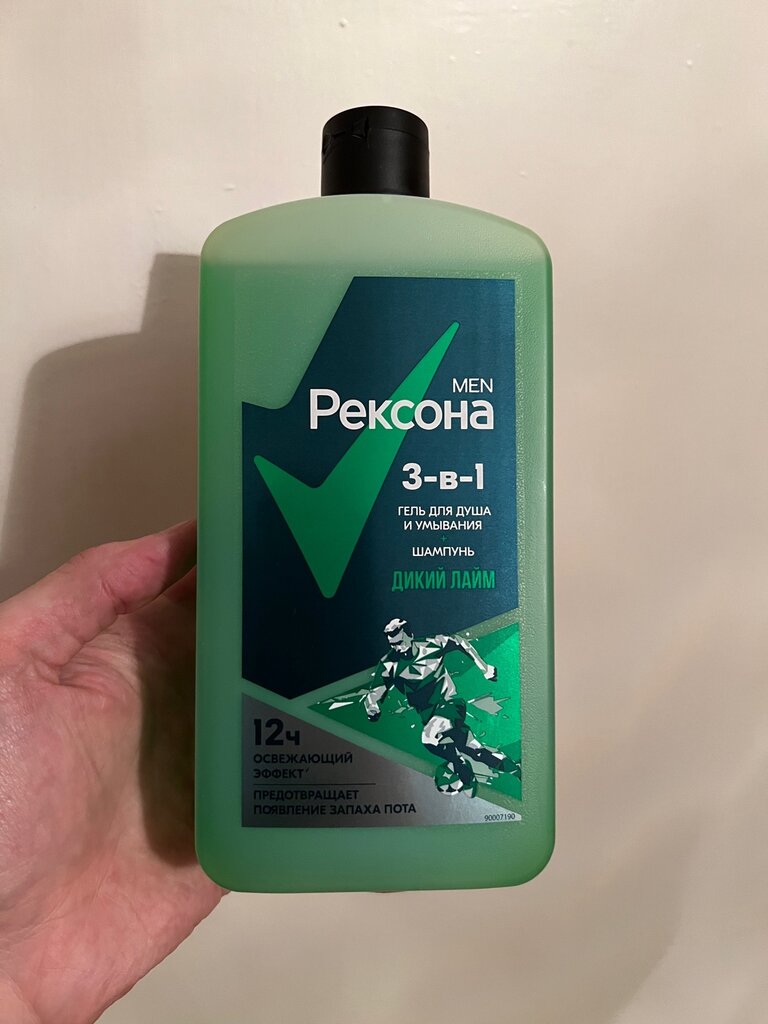 MEN
Рексона
3-в-1
ГЕЛЬ ДЛЯ ДУША
И УМЫВАНИЯ
+
ШАМПУНЬ
ДИКИЙ ЛАЙМ
12ч
ОСВЕЖАЮЩИЙ
ЭФФЕКТ*
ПРЕДОТВРАЩАЕТ
ПОЯВЛЕНИЕ ЗАПАХА ПОТА
90007190